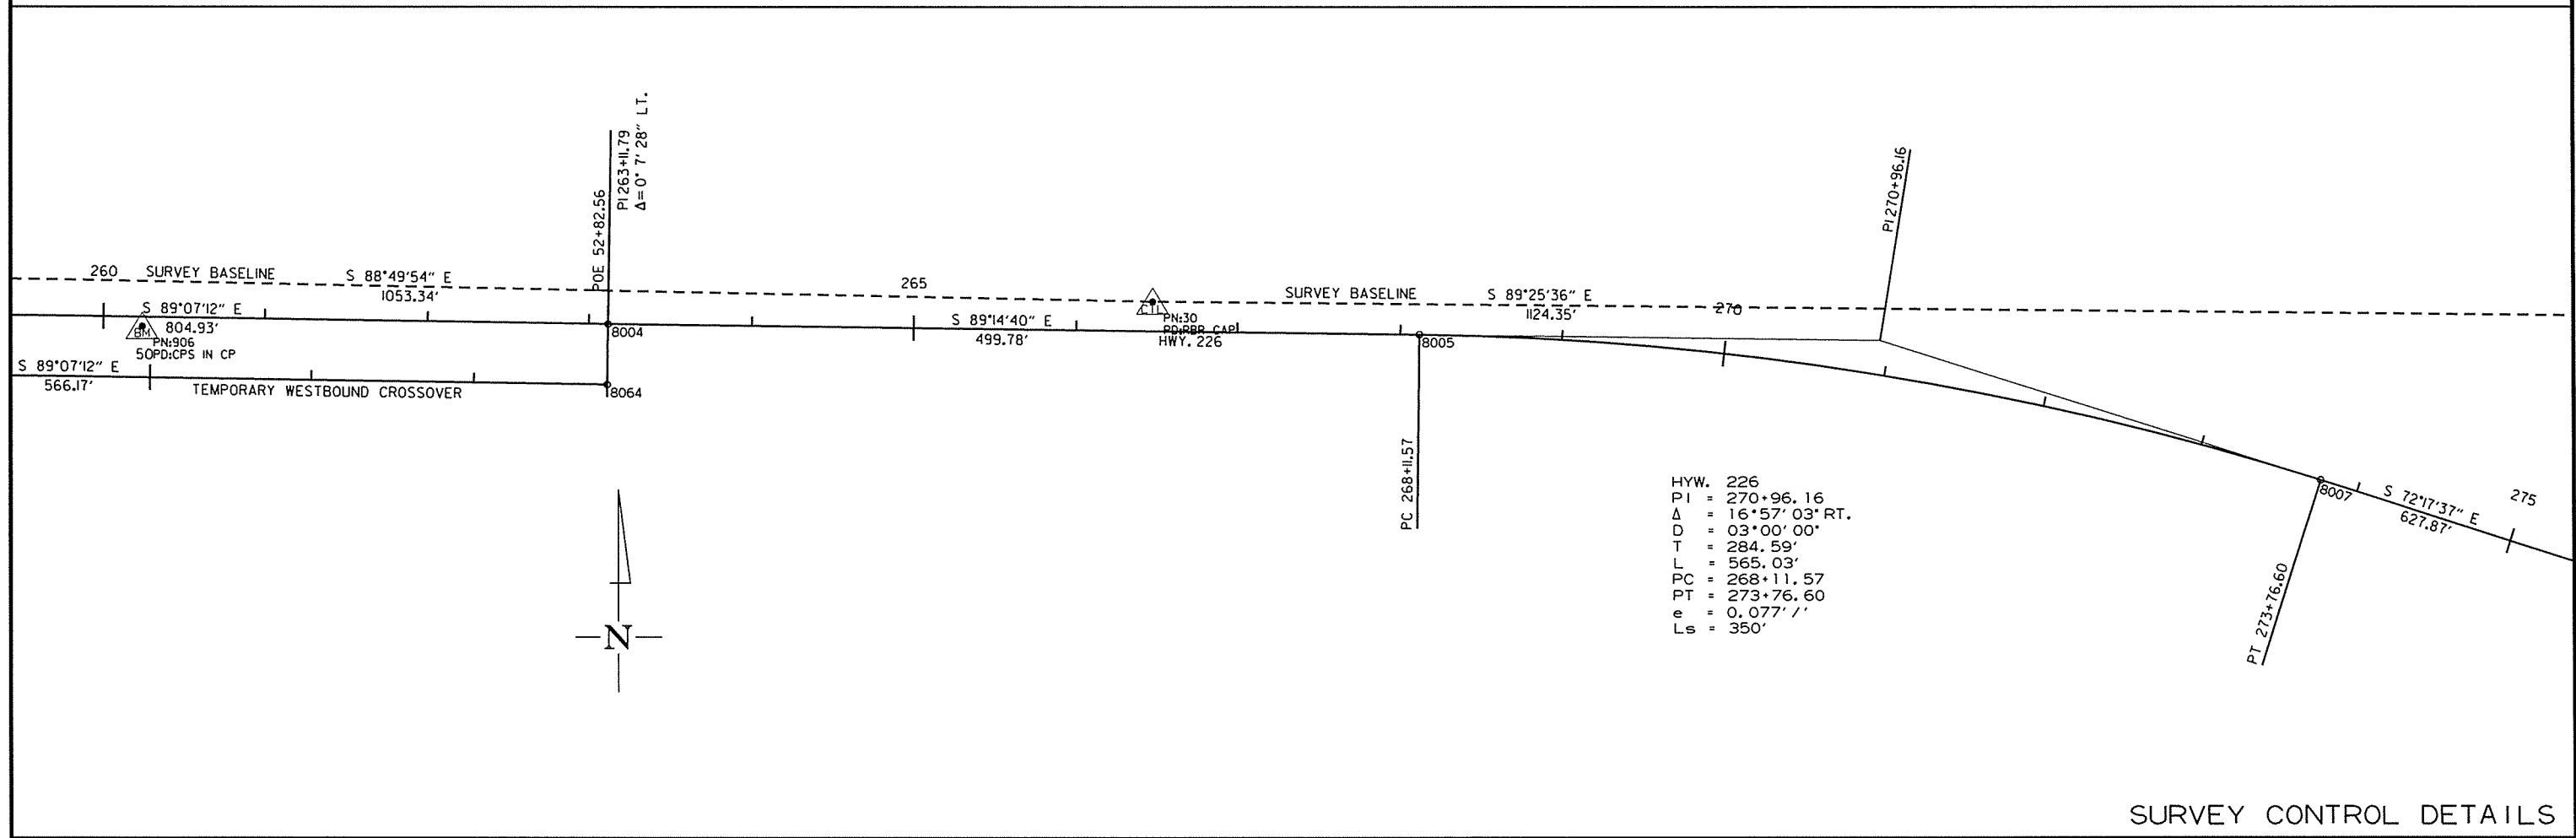 POE 52+82.56
PI 263+11.79
Δ= 0° 7' 28" LT.
PI 270+96.16
260
SURVEY BASELINE
S 88°49'54" E
1053.34'
265
SURVEY BASELINE
S 89°25'36" E
1124.35'
270
S 89°07'12" E
804.93'
BM
PN:906
PD:CPS IN CP
50
8004
S 89°14'40" E
499.78'
CTL
PN:30
PD:RBR CAP
HWY. 226
8005
S 89°07'12" E
566.17'
TEMPORARY WESTBOUND CROSSOVER
8064
PC 268+11.57
HYW. 226
PI = 270+96.16
Δ = 16°57'03" RT.
D = 03°00'00"
T = 284.59'
L = 565.03'
PC = 268+11.57
PT = 273+76.60
e = 0.077'/'
Ls = 350'
8007
S 72°17'37" E
627.87'
275
PT 273+76.60
N
SURVEY CONTROL DETAILS